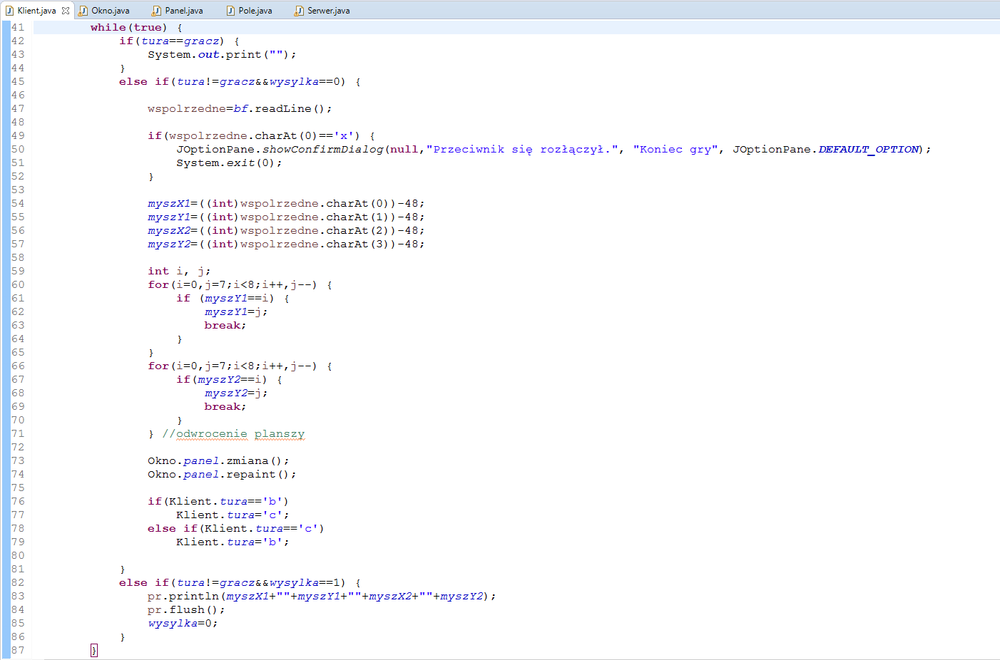 Klient.java Okno.java Panel.java Pole.java Serwer.java
41 while(true) {
42 if(tura==gracz) {
43 System.out.print("");
44 }
45 else if(tura!=gracz&&wysylka==0) {
46
47 wspolrzedne=bf.readLine();
48
49 if(wspolrzedne.charAt(0)=='x') {
50 JOptionPane.showConfirmDialog(null,"Przeciwnik się rozłączył.", "Koniec gry", JOptionPane.DEFAULT_OPTION);
51 System.exit(0);
52 }
53
54 myszX1=((int)wspolrzedne.charAt(0))-48;
55 myszY1=((int)wspolrzedne.charAt(1))-48;
56 myszX2=((int)wspolrzedne.charAt(2))-48;
57 myszY2=((int)wspolrzedne.charAt(3))-48;
58
59 int i, j;
60 for(i=0,j=7;i<8;i++,j--) {
61 if (myszY1==i) {
62 myszY1=j;
63 break;
64 }
65 }
66 for(i=0,j=7;i<8;i++,j--) {
67 if(myszY2==i) {
68 myszY2=j;
69 break;
70 }
71 } //odwrocenie planszy
72
73 Okno.panel.zmiana();
74 Okno.panel.repaint();
75
76 if(Klient.tura=='b')
77 Klient.tura='c';
78 else if(Klient.tura=='c')
79 Klient.tura='b';
80
81 }
82 else if(tura!=gracz&&wysylka==1) {
83 pr.println(myszX1+""+myszY1+""+myszX2+""+myszY2);
84 pr.flush();
85 wysylka=0;
86 }
87 }